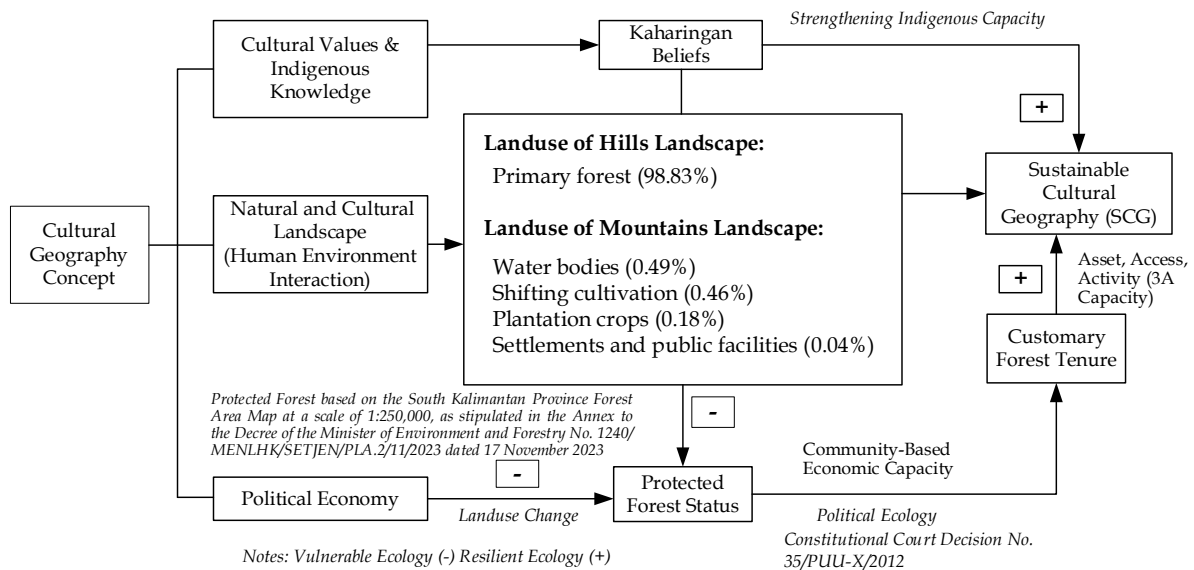 Cultural Values &
Indigenous
Knowledge
Kaharingan
Beliefs
Strengthening Indigenous Capacity
+
Landuse of Hills Landscape:
Primary forest (98.83%)
Landuse of Mountains Landscape:
Water bodies (0.49%)
Shifting cultivation (0.46%)
Plantation crops (0.18%)
Settlements and public facilities (0.04%)
Sustainable
Cultural
Geography (SCG)
Cultural
Geography
Concept
Natural and Cultural
Landscape
(Human Environment
Interaction)
+
Asset, Access,
Activity (3A
Capacity)
Customary
Forest Tenure
Protected Forest based on the South Kalimantan Province Forest
Area Map at a scale of 1:250,000, as stipulated in the Annex to
the Decree of the Minister of Environment and Forestry No. 1240/
MENLHK/SETJEN/PLA.2/11/2023 dated 17 November 2023
-
-
Community-Based
Economic Capacity
Political Economy
Landuse Change
Protected
Forest Status
Political Ecology
Constitutional Court Decision No.
35/PUU-X/2012
Notes: Vulnerable Ecology (-) Resilient Ecology (+)